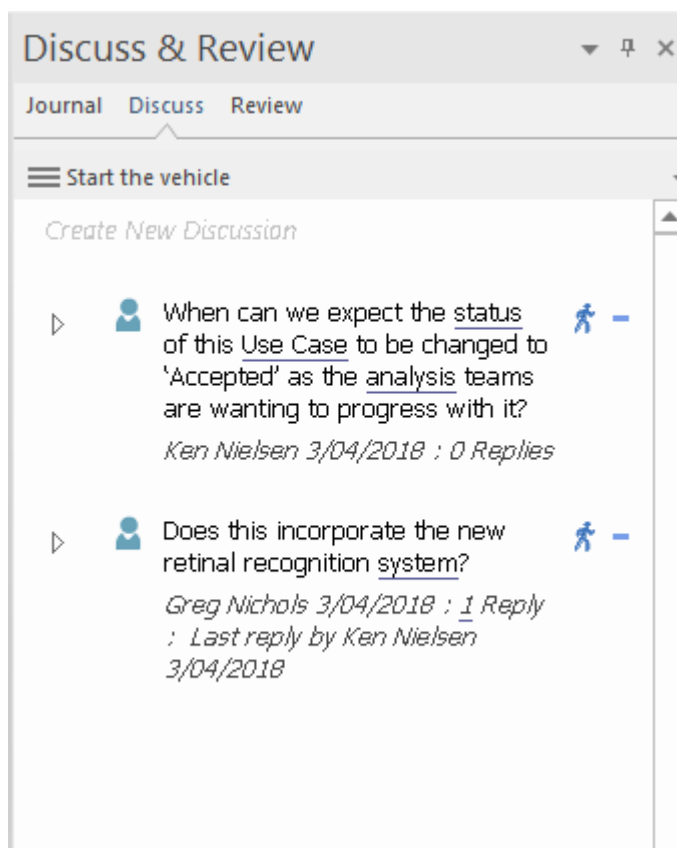 Discuss & Review
Journal Discuss Review
Start the vehicle
Create New Discussion
When can we expect the status
of this Use Case to be changed to
'Accepted' as the analysis teams
are wanting to progress with it?
Ken Nielsen 3/04/2018 : 0 Replies
Does this incorporate the new
retinal recognition system?
Greg Nichols 3/04/2018 : 1 Reply
: Last reply by Ken Nielsen
3/04/2018